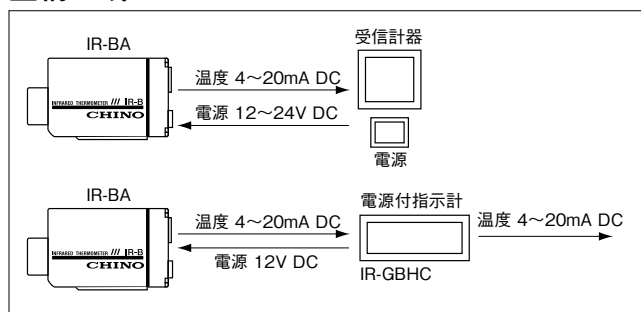 IR-BA
受信計器
温度 4〜20mA DC
INFRARED THERMOMETER /// IR-B
CHINO
電源 12〜24V DC
電源
IR-BA
電源付指示計
温度 4〜20mA DC
温度 4〜20mA DC
INFRARED THERMOMETER /// IR-B
CHINO
電源 12V DC
IR-GBHC